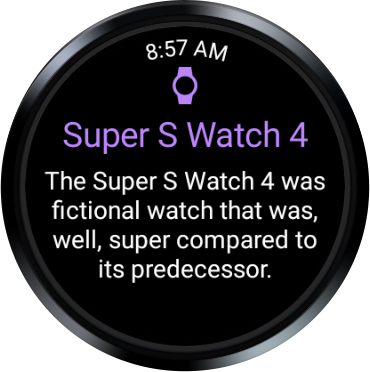 8:57 AM
Super S Watch 4
The Super S Watch 4 was
fictional watch that was,
well, super compared to
its predecessor.